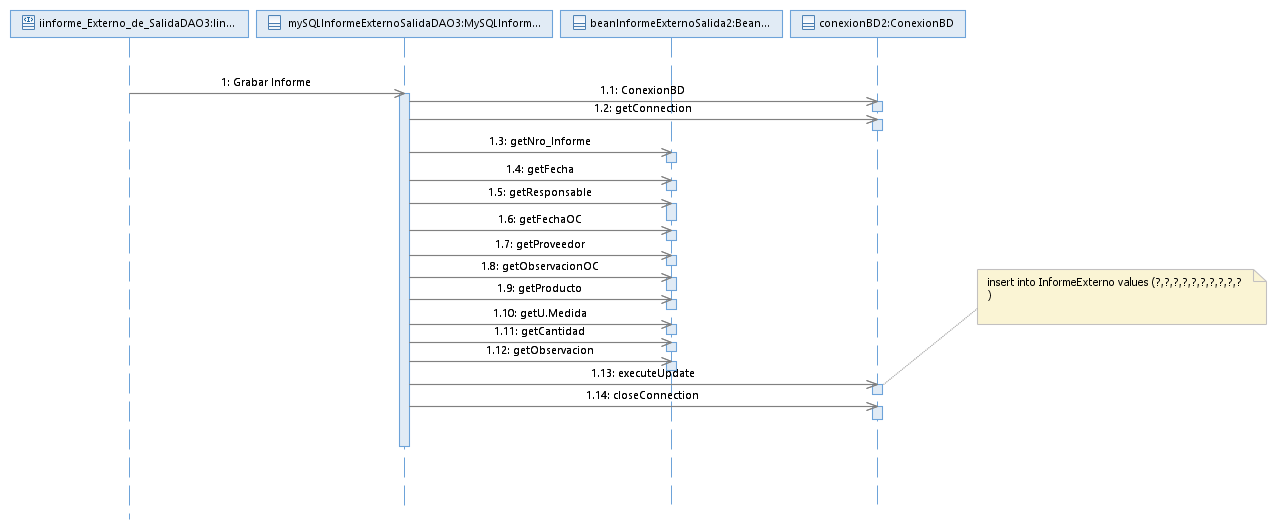 iinforme_Externo_de_SalidaDAO3:Iin...
mySQLInformeExternoSalidaDAO3:MySQLInform...
beanInformeExternoSalida2:Bean...
conexionBD2:ConexionBD
1: Grabar Informe
1.1: ConexionBD
1.2: getConnection
1.3: getNro_Informe
1.4: getFecha
1.5: getResponsable
1.6: getFechaOC
1.7: getProveedor
1.8: getObservacionOC
1.9: getProducto
1.10: getU.Medida
1.11: getCantidad
1.12: getObservacion
1.13: executeUpdate
1.14: closeConnection
insert into InformeExterno values (?,?,?,?,?,?,?,?,?,?
)